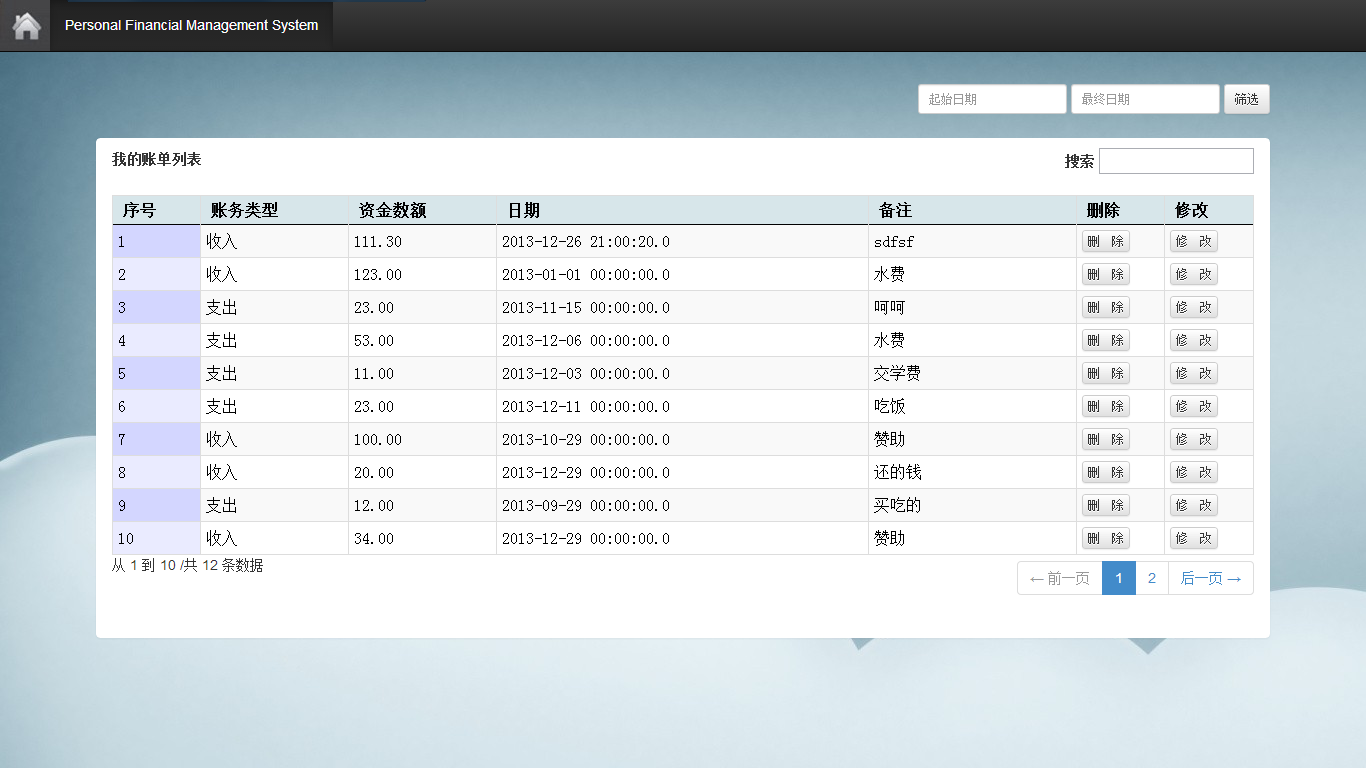 Personal Financial Management System
起始日期 最终日期 筛选
我的账单列表 搜索
序号 账务类型 资金数额 日期 备注 删除 修改
1 收入 111.30 2013-12-26 21:00:20.0 sdfsf 删 除 修 改
2 收入 123.00 2013-01-01 00:00:00.0 水费 删 除 修 改
3 支出 23.00 2013-11-15 00:00:00.0 呵呵 删 除 修 改
4 支出 53.00 2013-12-06 00:00:00.0 水费 删 除 修 改
5 支出 11.00 2013-12-03 00:00:00.0 交学费 删 除 修 改
6 支出 23.00 2013-12-11 00:00:00.0 吃饭 删 除 修 改
7 收入 100.00 2013-10-29 00:00:00.0 赞助 删 除 修 改
8 收入 20.00 2013-12-29 00:00:00.0 还的钱 删 除 修 改
9 支出 12.00 2013-09-29 00:00:00.0 买吃的 删 除 修 改
10 收入 34.00 2013-12-29 00:00:00.0 赞助 删 除 修 改
从 1 到 10 /共 12 条数据
← 前一页 1 2 后一页 →